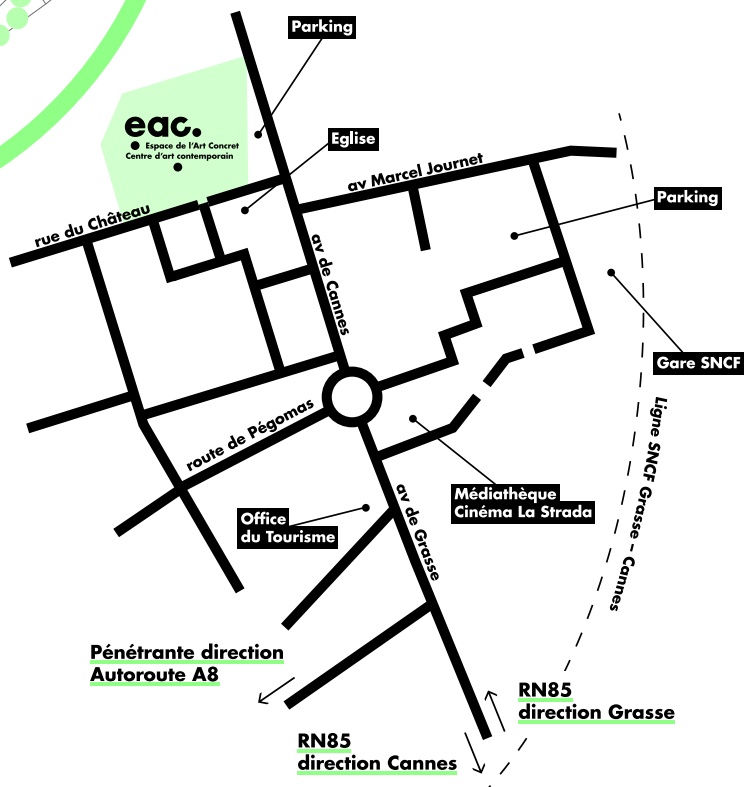 Parking
eac.
Espace de l'Art Concret
Centre d'art contemporain
Eglise
av Marcel Journet
Parking
rue du Château
av de Cannes
Gare SNCF
route de Pégomas
Ligne SNCF Grasse - Cannes
Médiathèque
Cinéma La Strada
Office
du Tourisme
av de Grasse
Pénétrante direction
Autoroute A8
RN85
direction Grasse
RN85
direction Cannes